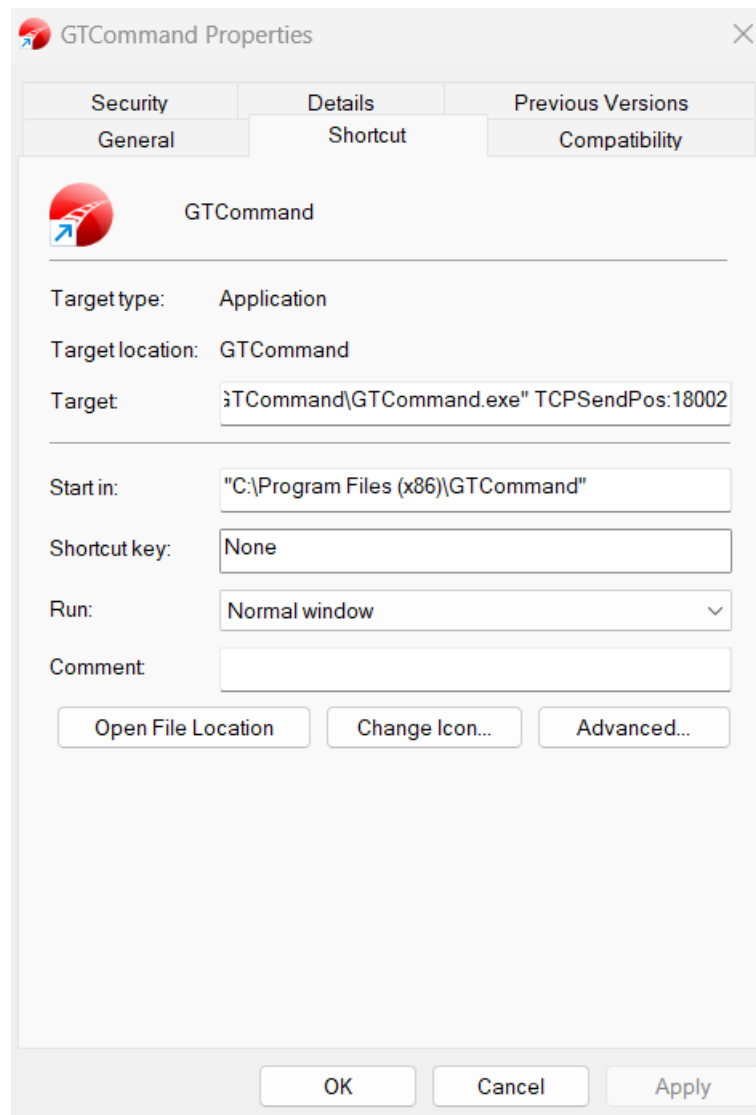 GTCommand Properties
Security Details Previous Versions
General Shortcut Compatibility
GTCommand
Target type: Application
Target location: GTCommand
Target: GTCommand\GTCommand.exe" TCPSendPos:18002
Start in: "C:\Program Files (x86)\GTCommand"
Shortcut key: None
Run: Normal window
Comment:
Open File Location Change Icon... Advanced...
OK Cancel Apply